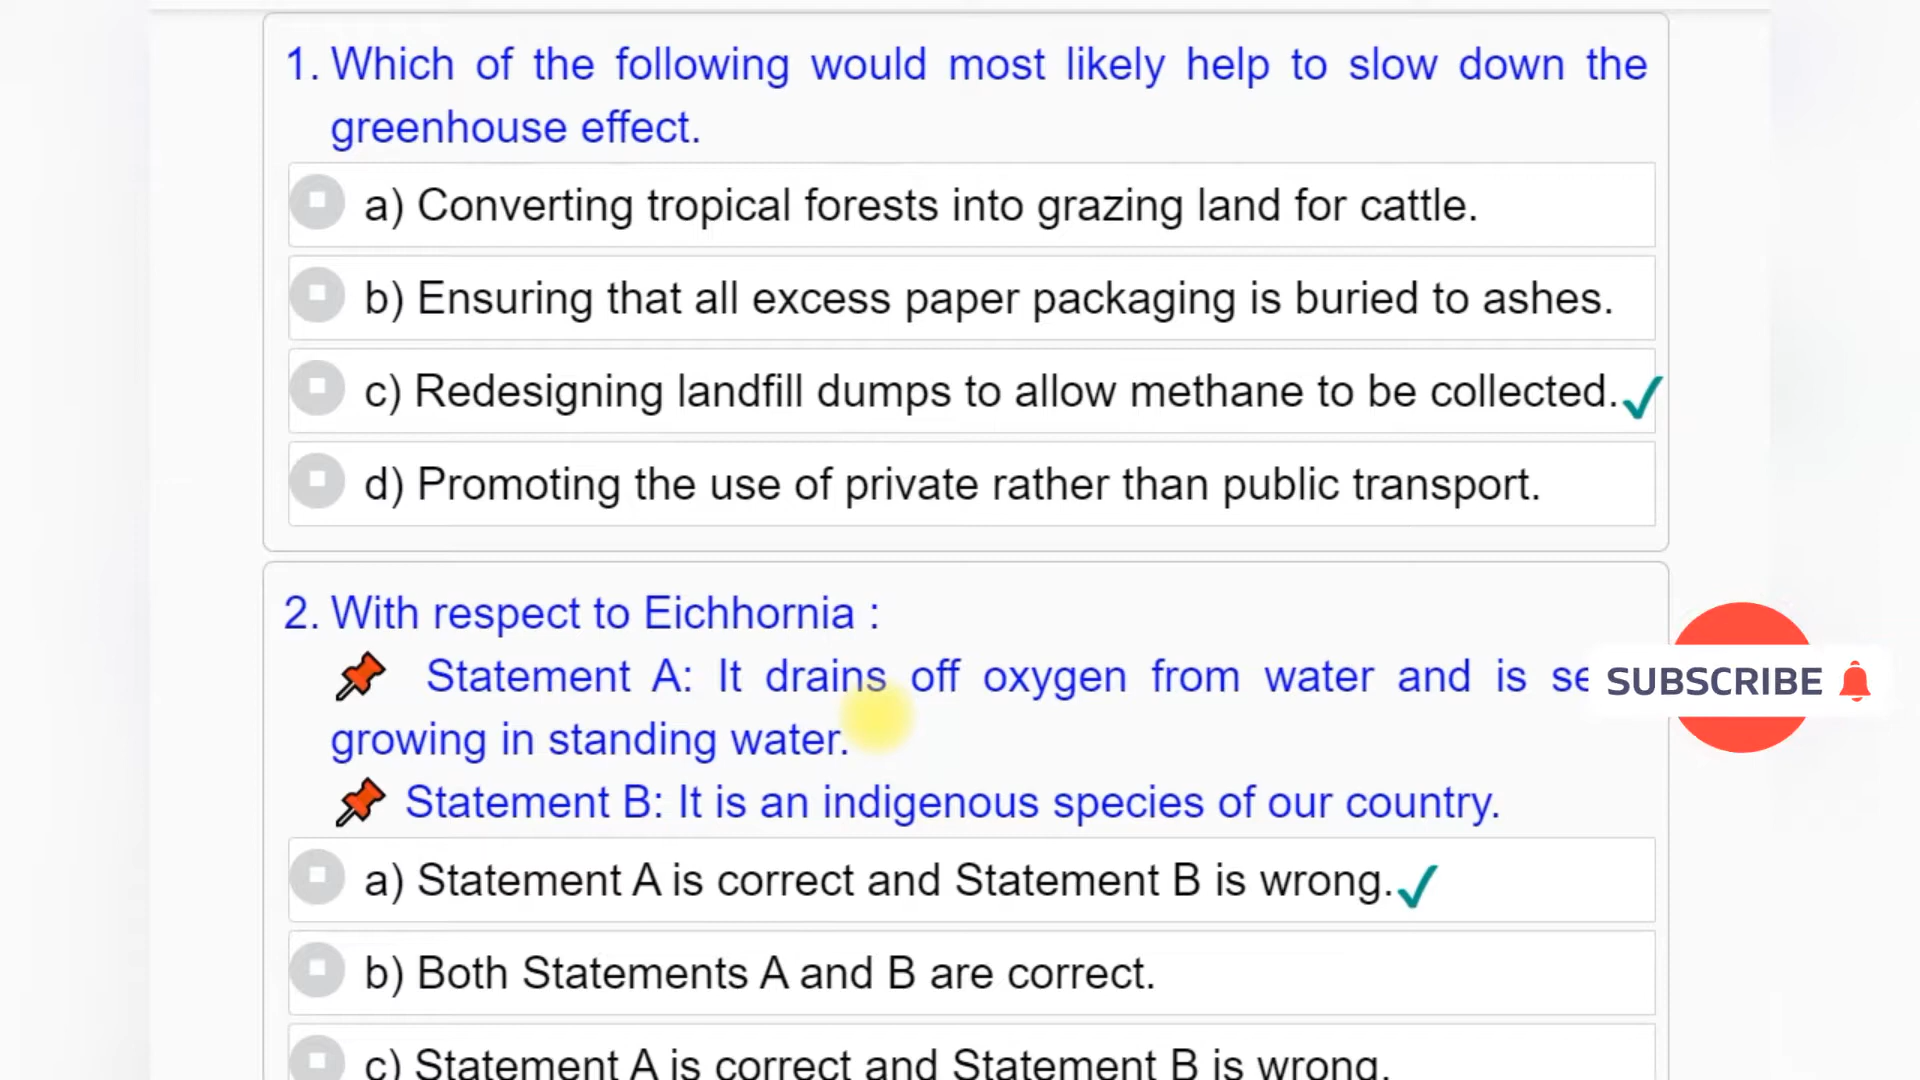 1. Which of the following would most likely help to slow down the
greenhouse effect.
a) Converting tropical forests into grazing land for cattle.
b) Ensuring that all excess paper packaging is buried to ashes.
c) Redesigning landfill dumps to allow methane to be collected.
d) Promoting the use of private rather than public transport.
2. With respect to Eichhornia :
Statement A: It drains off oxygen from water and is
SUBSCRIBE
growing in standing water.
Statement B: It is an indigenous species of our country.
a) Statement A is correct and Statement B is wrong.
b) Both Statements A and B are correct.
c) Statement A is correct and Statement B is wrong.